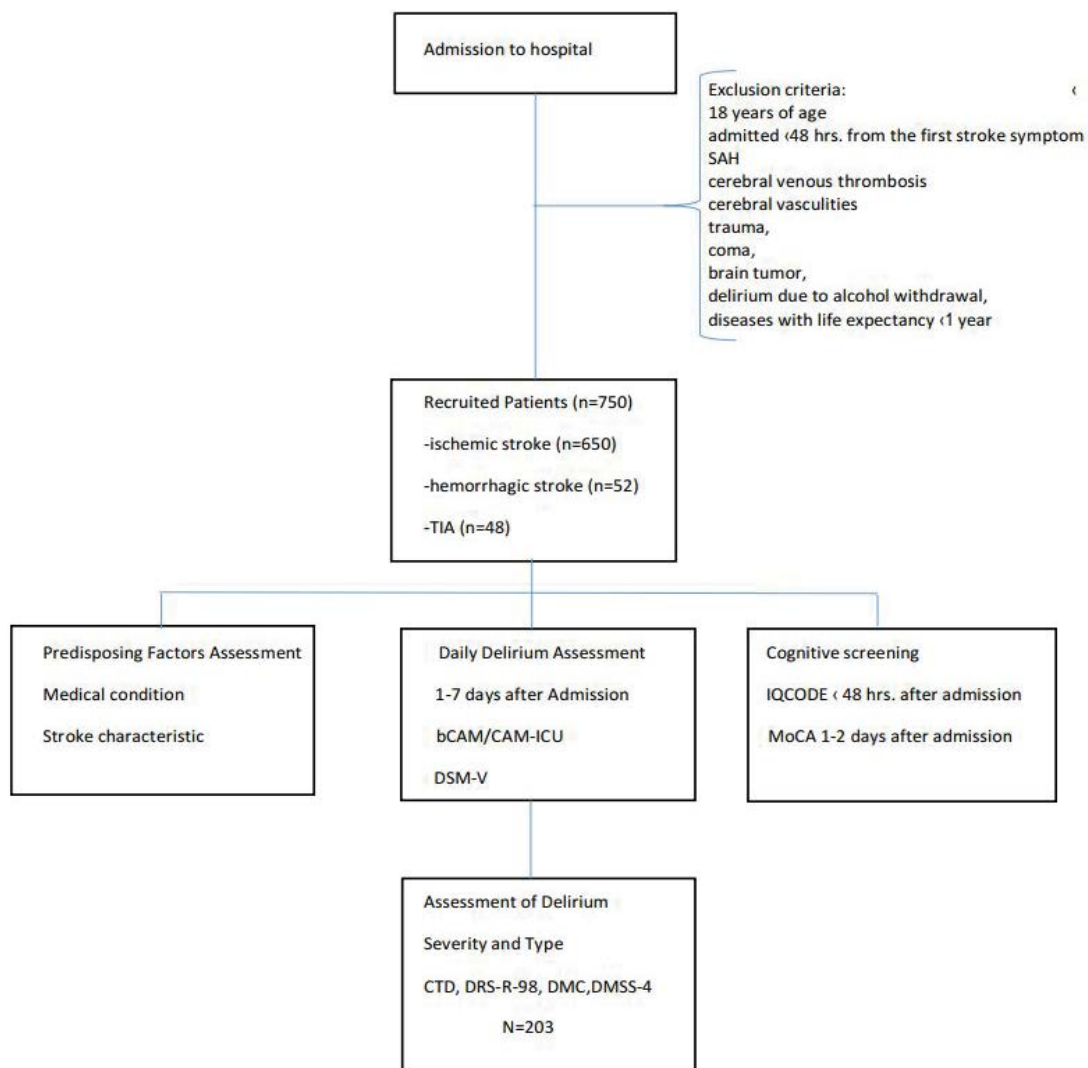 Admission to hospital
Exclusion criteria: ‹
18 years of age
admitted ‹48 hrs. from the first stroke symptom
SAH
cerebral venous thrombosis
cerebral vasculities
trauma,
coma,
brain tumor,
delirium due to alcohol withdrawal,
diseases with life expectancy ‹1 year
Recruited Patients (n=750)
-ischemic stroke (n=650)
-hemorrhagic stroke (n=52)
-TIA (n=48)
Predisposing Factors Assessment
Medical condition
Stroke characteristic
Daily Delirium Assessment
1-7 days after Admission
bCAM/CAM-ICU
DSM-V
Cognitive screening
IQCODE ‹ 48 hrs. after admission
MoCA 1-2 days after admission
Assessment of Delirium
Severity and Type
CTD, DRS-R-98, DMC,DMSS-4
N=203